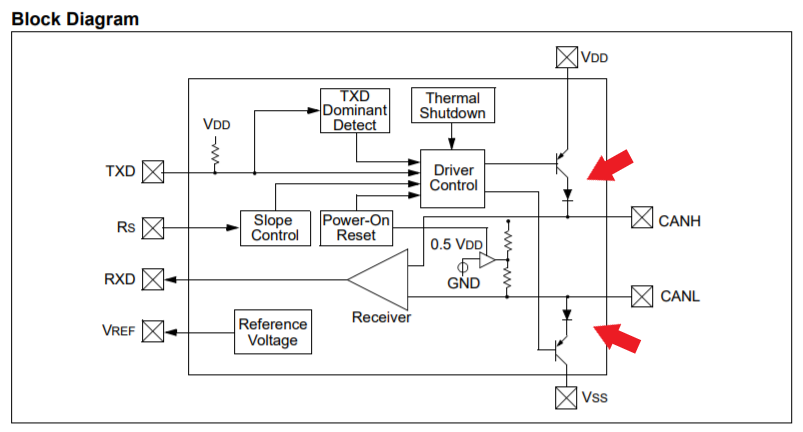 Block Diagram
VDD
TXD
Dominant
Detect
Thermal
Shutdown
VDD
TXD
Driver
Control
RS
Slope
Control
Power-On
Reset
CANH
0.5 VDD
GND
RXD
CANL
Receiver
VREF
Reference
Voltage
VSS